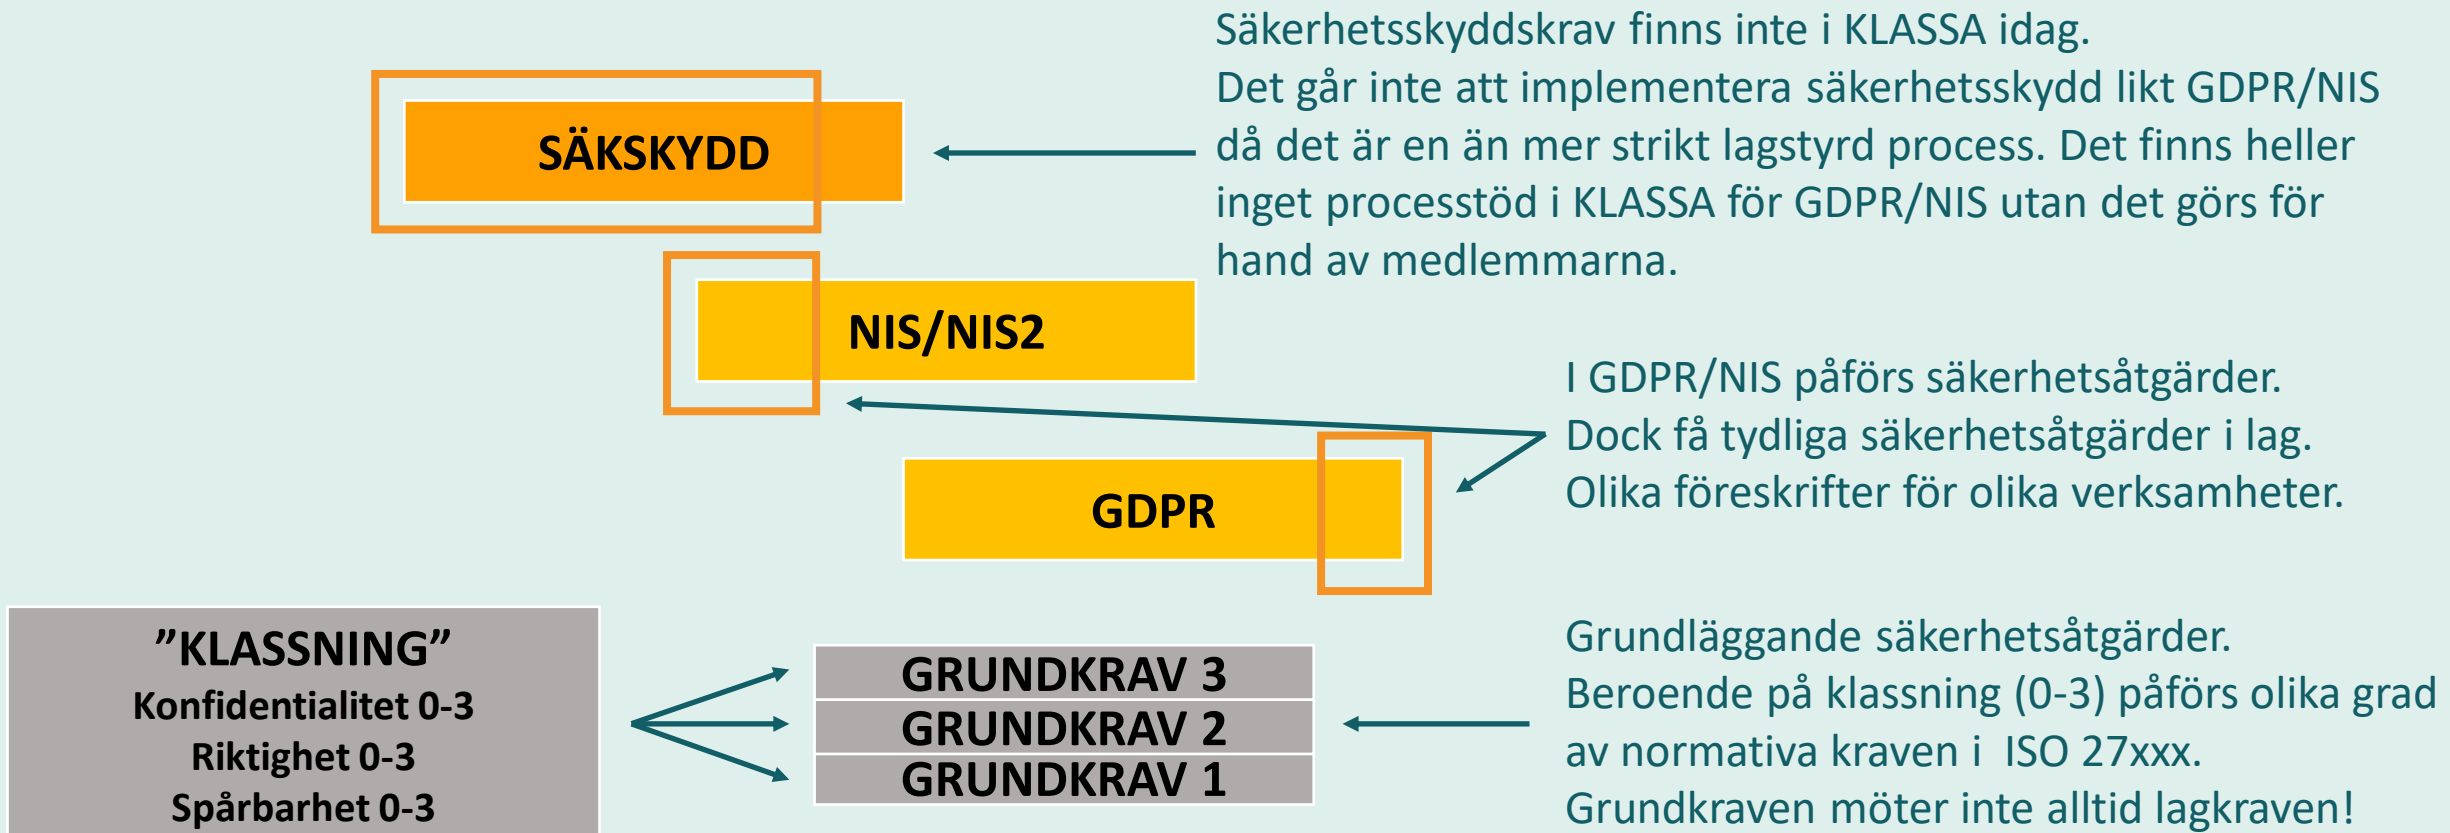 Säkerhetsskyddskrav finns inte i KLASSA idag.
Det går inte att implementera säkerhetsskydd likt GDPR/NIS
då det är en än mer strikt lagstyrd process. Det finns heller
inget processtöd i KLASSA för GDPR/NIS utan det görs för
hand av medlemmarna.
SÄKSKYDD
NIS/NIS2
I GDPR/NIS påförs säkerhetsåtgärder.
Dock få tydliga säkerhetsåtgärder i lag.
Olika föreskrifter för olika verksamheter.
GDPR
”KLASSNING”
Konfidentialitet 0-3
Riktighet 0-3
Spårbarhet 0-3
GRUNDKRAV 3
GRUNDKRAV 2
GRUNDKRAV 1
Grundläggande säkerhetsåtgärder.
Beroende på klassning (0-3) påförs olika grad
av normativa kraven i  ISO 27xxx.
Grundkraven möter inte alltid lagkraven!